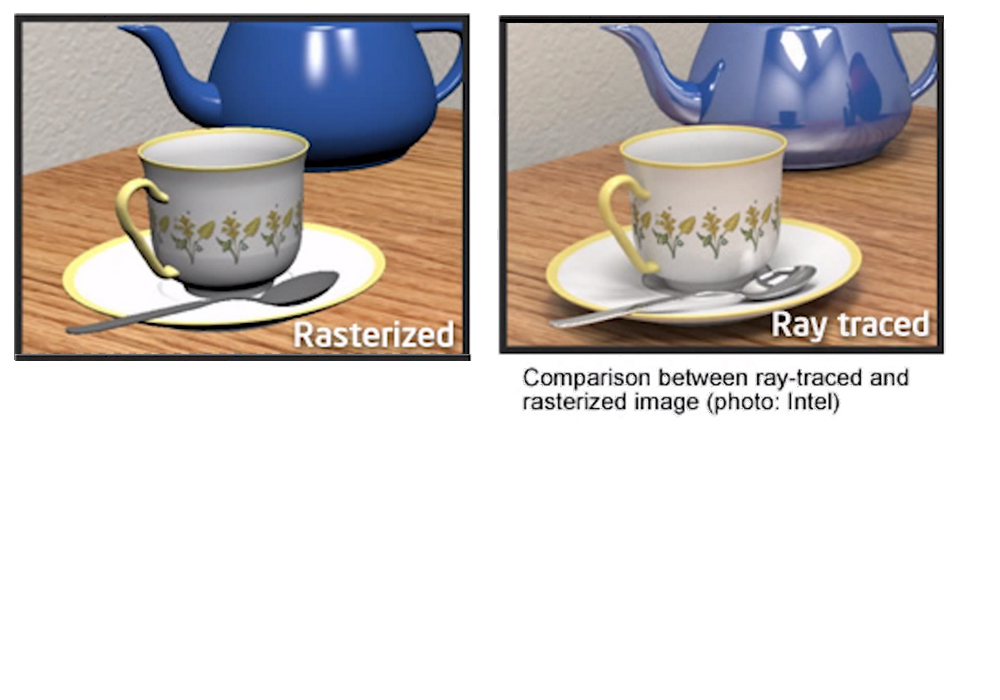 Rasterized
Ray traced
Comparison between ray-traced and
rasterized image (photo: Intel)